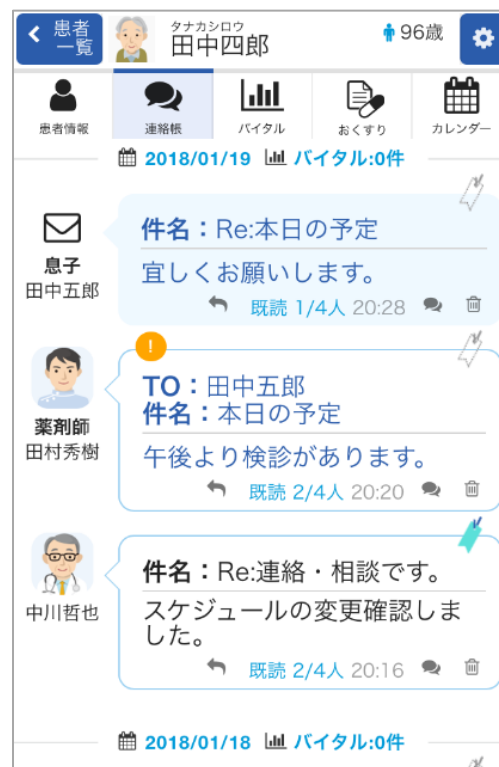 患者
一覧
タナカシロウ
田中四郎
96歳
患者情報
連絡帳
バイタル
おくすり
カレンダー
2018/01/19 バイタル:0件
件名：Re:本日の予定
宜しくお願いします。
息子
田中五郎
既読 1/4人 20:28
!
TO：田中五郎
件名：本日の予定
薬剤師
田村秀樹
午後より検診があります。
既読 2/4人 20:20
件名：Re:連絡・相談です。
中川哲也
スケジュールの変更確認しま
した。
既読 2/4人 20:16
2018/01/18 バイタル:0件